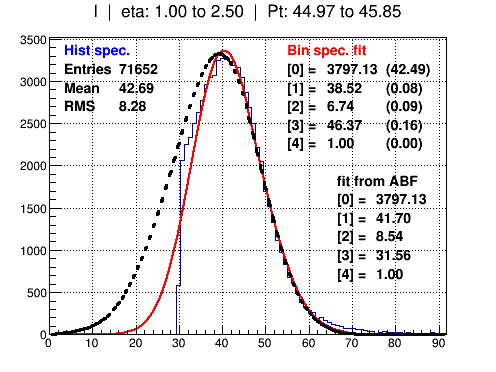 I | eta: 1.00 to 2.50 | Pt: 44.97 to 45.85
Hist spec.
Entries 71652
Mean 42.69
RMS 8.28
Bin spec. fit
[0] = 3797.13 (42.49)
[1] = 38.52 (0.08)
[2] = 6.74 (0.09)
[3] = 46.37 (0.16)
[4] = 1.00 (0.00)
fit from ABF
[0] = 3797.13
[1] = 41.70
[2] = 8.54
[3] = 31.56
[4] = 1.00
3500
3000
2500
2000
1500
1000
500
0
0 10 20 30 40 50 60 70 80 90